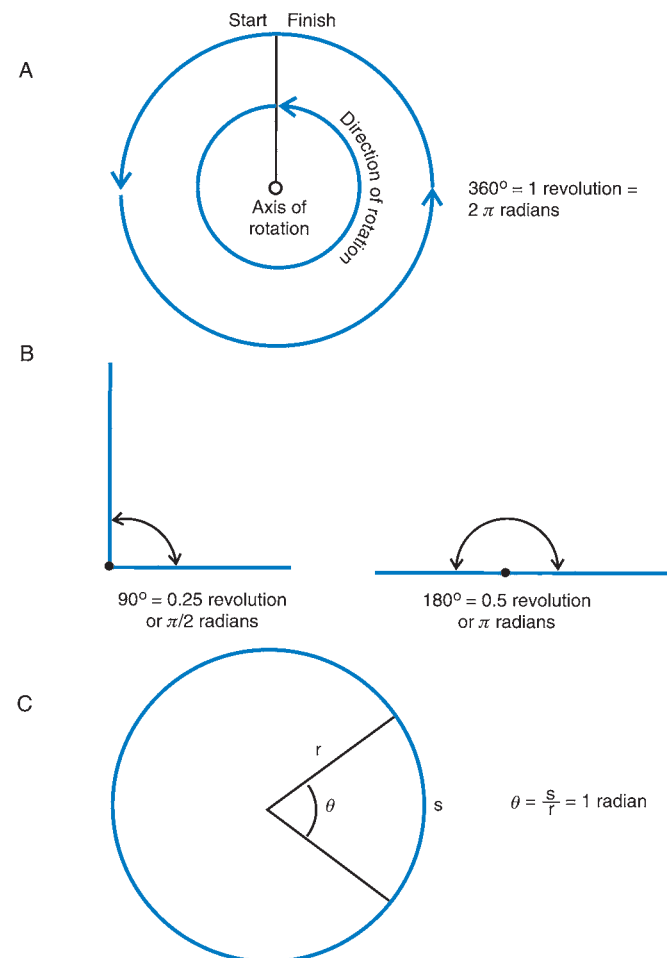 Start Finish
A
Direction of rotation
Axis of
rotation
360° = 1 revolution =
2 π radians
B
90° = 0.25 revolution
or π/2 radians
180° = 0.5 revolution
or π radians
C
r
θ
s
θ = s/r = 1 radian